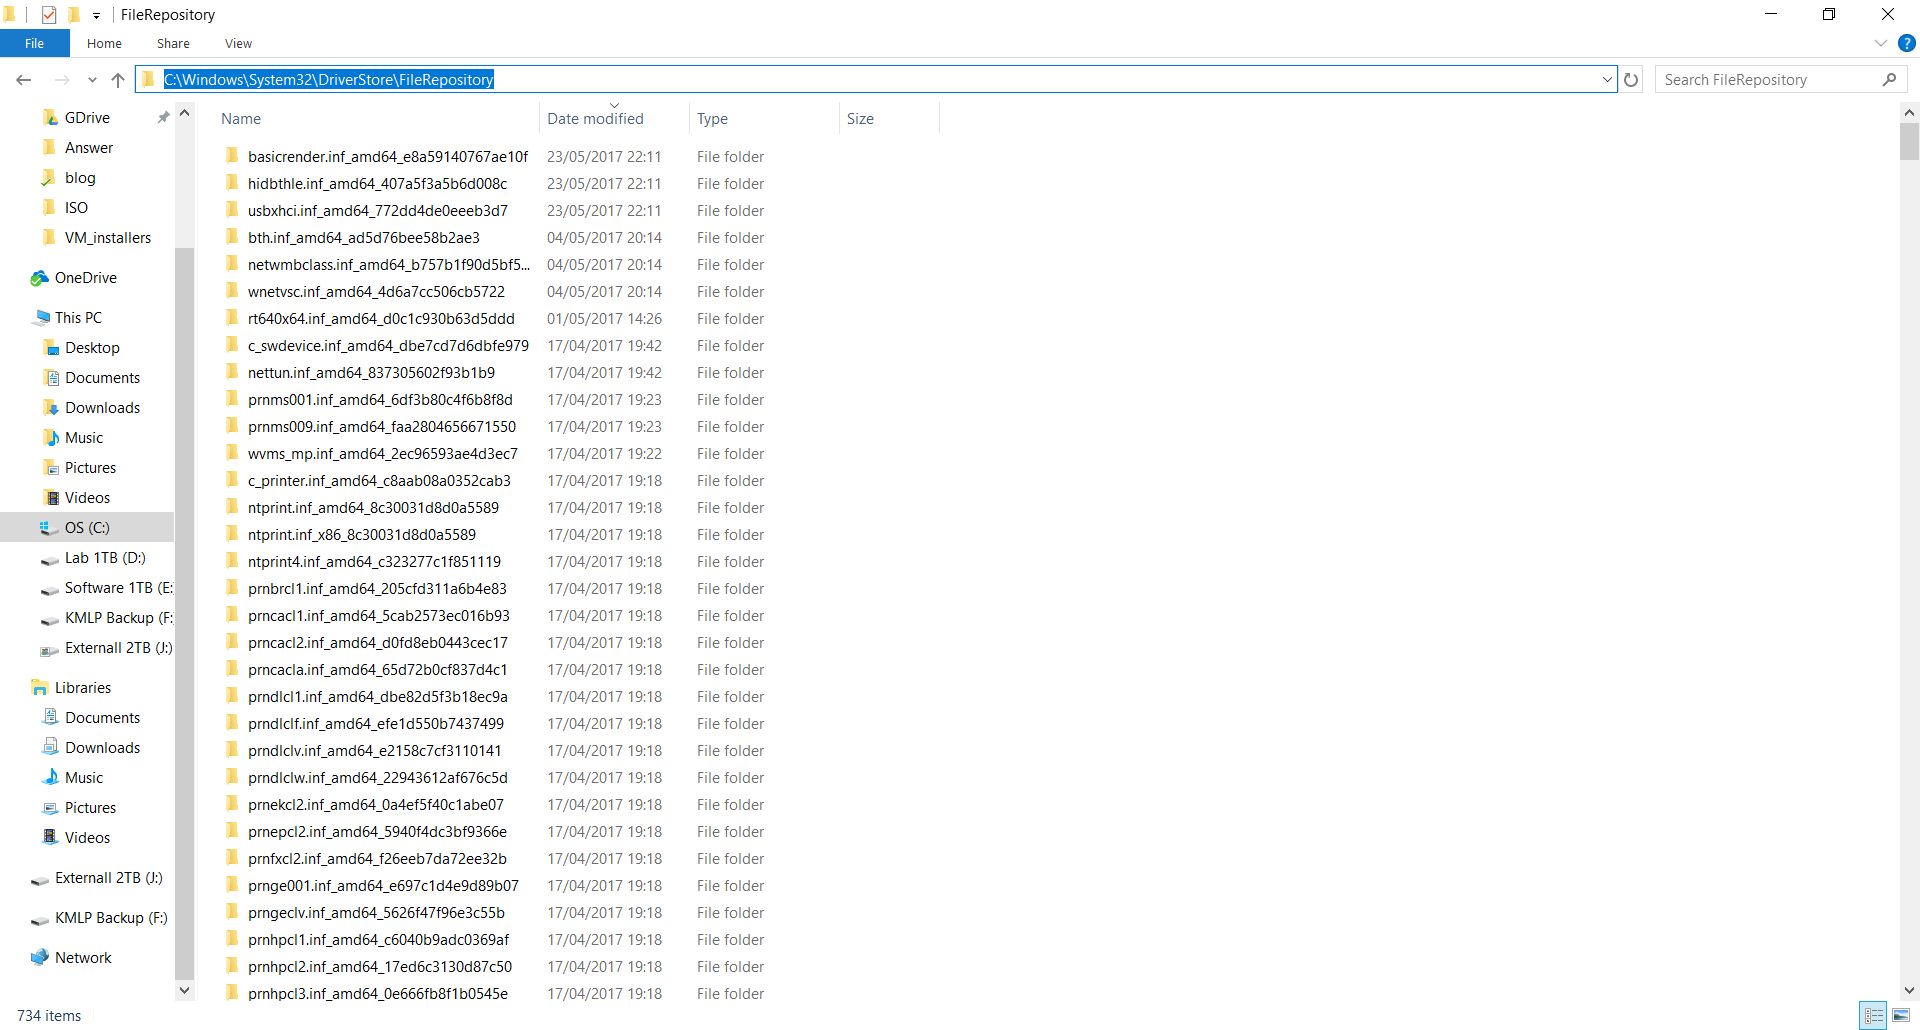 FileRepository
File Home Share View
C:\Windows\System32\DriverStore\FileRepository
Search FileRepository
GDrive
Answer
blog
ISO
VM_installers
OneDrive
This PC
Desktop
Documents
Downloads
Music
Pictures
Videos
OS (C:)
Lab 1TB (D:)
Software 1TB (E:
KMLP Backup (F:
Externall 2TB (J:)
Libraries
Documents
Downloads
Music
Pictures
Videos
Externall 2TB (J:)
KMLP Backup (F:)
Network
Name Date modified Type Size
basicrender.inf_amd64_e8a59140767ae10f 23/05/2017 22:11 File folder
hidbthle.inf_amd64_407a5f3a5b6d008c 23/05/2017 22:11 File folder
usbxhci.inf_amd64_772dd4de0eeeb3d7 23/05/2017 22:11 File folder
bth.inf_amd64_ad5d76bee58b2ae3 04/05/2017 20:14 File folder
netwmbclass.inf_amd64_b757b1f90d5bf5... 04/05/2017 20:14 File folder
wnetvsc.inf_amd64_4d6a7cc506cb5722 04/05/2017 20:14 File folder
rt640x64.inf_amd64_d0c1c930b63d5ddd 01/05/2017 14:26 File folder
c_swdevice.inf_amd64_dbe7cd7d6dbfe979 17/04/2017 19:42 File folder
nettun.inf_amd64_837305602f93b1b9 17/04/2017 19:42 File folder
prnms001.inf_amd64_6df3b80c4f6b8f8d 17/04/2017 19:23 File folder
prnms009.inf_amd64_faa2804656671550 17/04/2017 19:23 File folder
wvms_mp.inf_amd64_2ec96593ae4d3ec7 17/04/2017 19:22 File folder
c_printer.inf_amd64_c8aab08a0352cab3 17/04/2017 19:18 File folder
ntprint.inf_amd64_8c30031d8d0a5589 17/04/2017 19:18 File folder
ntprint.inf_x86_8c30031d8d0a5589 17/04/2017 19:18 File folder
ntprint4.inf_amd64_c323277c1f851119 17/04/2017 19:18 File folder
prnbrcl1.inf_amd64_205cfd311a6b4e83 17/04/2017 19:18 File folder
prncacl1.inf_amd64_5cab2573ec016b93 17/04/2017 19:18 File folder
prncacl2.inf_amd64_d0fd8eb0443cec17 17/04/2017 19:18 File folder
prncacla.inf_amd64_65d72b0cf837d4c1 17/04/2017 19:18 File folder
prndlcl1.inf_amd64_dbe82d5f3b18ec9a 17/04/2017 19:18 File folder
prndlclf.inf_amd64_efe1d550b7437499 17/04/2017 19:18 File folder
prndlclv.inf_amd64_e2158c7cf3110141 17/04/2017 19:18 File folder
prndlclw.inf_amd64_22943612af676c5d 17/04/2017 19:18 File folder
prnekcl2.inf_amd64_0a4ef5f40c1abe07 17/04/2017 19:18 File folder
prnepcl2.inf_amd64_5940f4dc3bf9366e 17/04/2017 19:18 File folder
prnfxcl2.inf_amd64_f26eeb7da72ee32b 17/04/2017 19:18 File folder
prnge001.inf_amd64_e697c1d4e9d89b07 17/04/2017 19:18 File folder
prngeclv.inf_amd64_5626f47f96e3c55b 17/04/2017 19:18 File folder
prnhpcl1.inf_amd64_c6040b9adc0369af 17/04/2017 19:18 File folder
prnhpcl2.inf_amd64_17ed6c3130d87c50 17/04/2017 19:18 File folder
prnhpcl3.inf_amd64_0e666fb8f1b0545e 17/04/2017 19:18 File folder
734 items